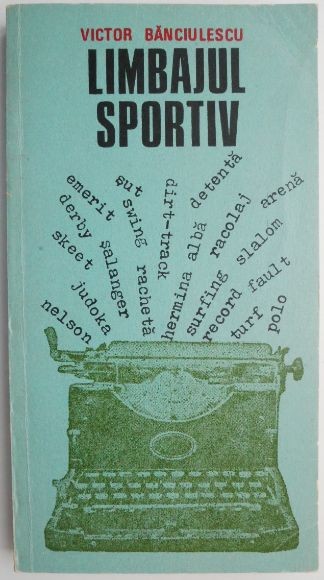 VICTOR BĂNCIULESCU
LIMBAJUL
SPORTIV
nelson
judoka
skeet
derby șalanger
emerit
șut
swing rachetă
dirt-track
hermina albă detentă
surfing racolaj
record slalom arenă
turf fault
polo